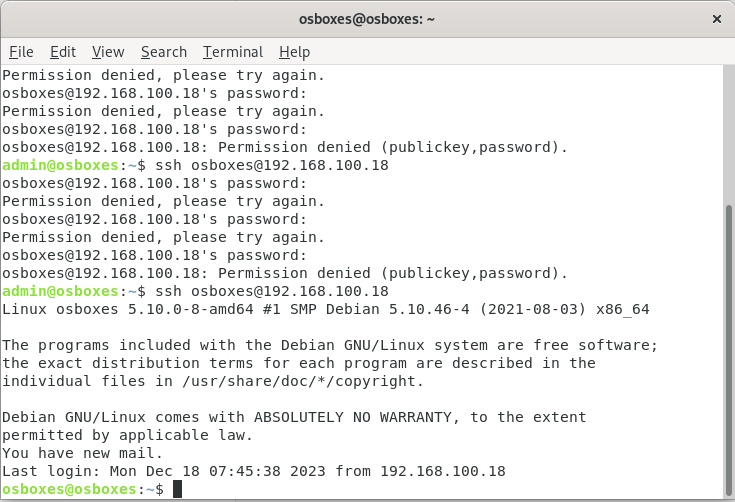 osboxes@osboxes: ~
File Edit View Search Terminal Help
Permission denied, please try again.
osboxes@192.168.100.18's password:
Permission denied, please try again.
osboxes@192.168.100.18's password:
osboxes@192.168.100.18: Permission denied (publickey,password).
admin@osboxes:~$ ssh osboxes@192.168.100.18
osboxes@192.168.100.18's password:
Permission denied, please try again.
osboxes@192.168.100.18's password:
Permission denied, please try again.
osboxes@192.168.100.18's password:
osboxes@192.168.100.18: Permission denied (publickey,password).
admin@osboxes:~$ ssh osboxes@192.168.100.18
Linux osboxes 5.10.0-8-amd64 #1 SMP Debian 5.10.46-4 (2021-08-03) x86_64
The programs included with the Debian GNU/Linux system are free software;
the exact distribution terms for each program are described in the
individual files in /usr/share/doc/*/copyright.
Debian GNU/Linux comes with ABSOLUTELY NO WARRANTY, to the extent
permitted by applicable law.
You have new mail.
Last login: Mon Dec 18 07:45:38 2023 from 192.168.100.18
osboxes@osboxes:~$